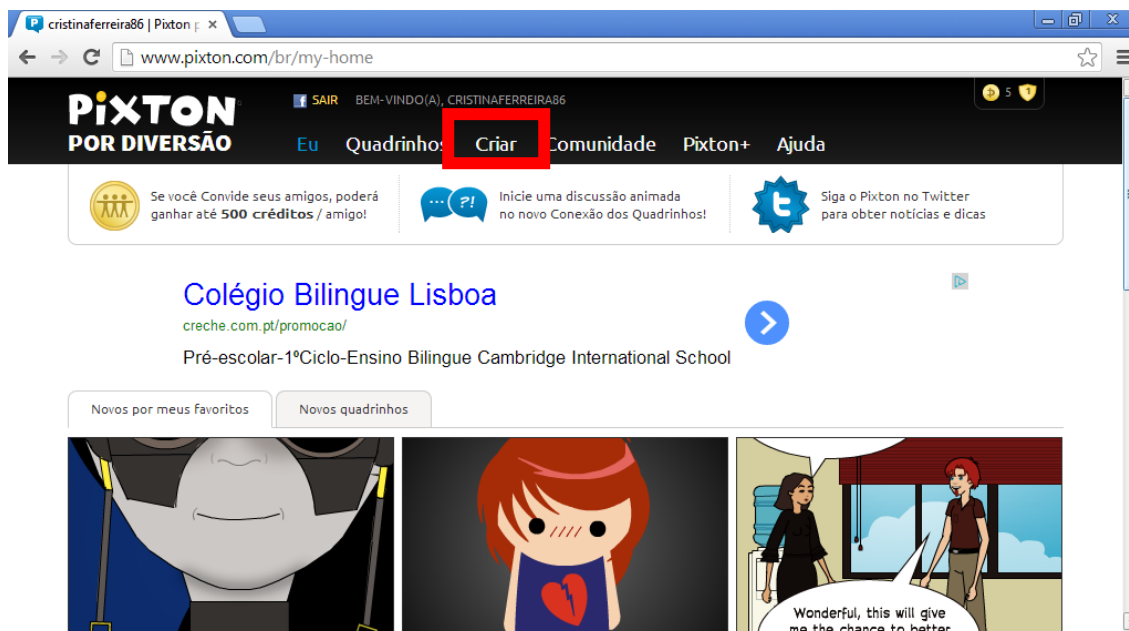 cristinaferreira86 | Pixton p
www.pixton.com/br/my-home
PiXTON
POR DIVERSÃO
SAIR BEM-VINDO(A), CRISTINAFERREIRA86
5 1
Eu Quadrinhos Criar Comunidade Pixton+ Ajuda
Se você Convide seus amigos, poderá
ganhar até 500 créditos / amigo!
...?!
Inicie uma discussão animada
no novo Conexão dos Quadrinhos!
Siga o Pixton no Twitter
para obter notícias e dicas
Colégio Bilingue Lisboa
creche.com.pt/promocao/
Pré-escolar-1ºCiclo-Ensino Bilingue Cambridge International School
Novos por meus favoritos Novos quadrinhos
Wonderful, this will give
me the chance to better